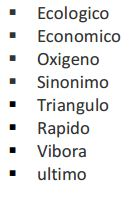 ▪ Ecologico
▪ Economico
▪ Oxigeno
▪ Sinonimo
▪ Triangulo
▪ Rapido
▪ Vibora
▪ ultimo